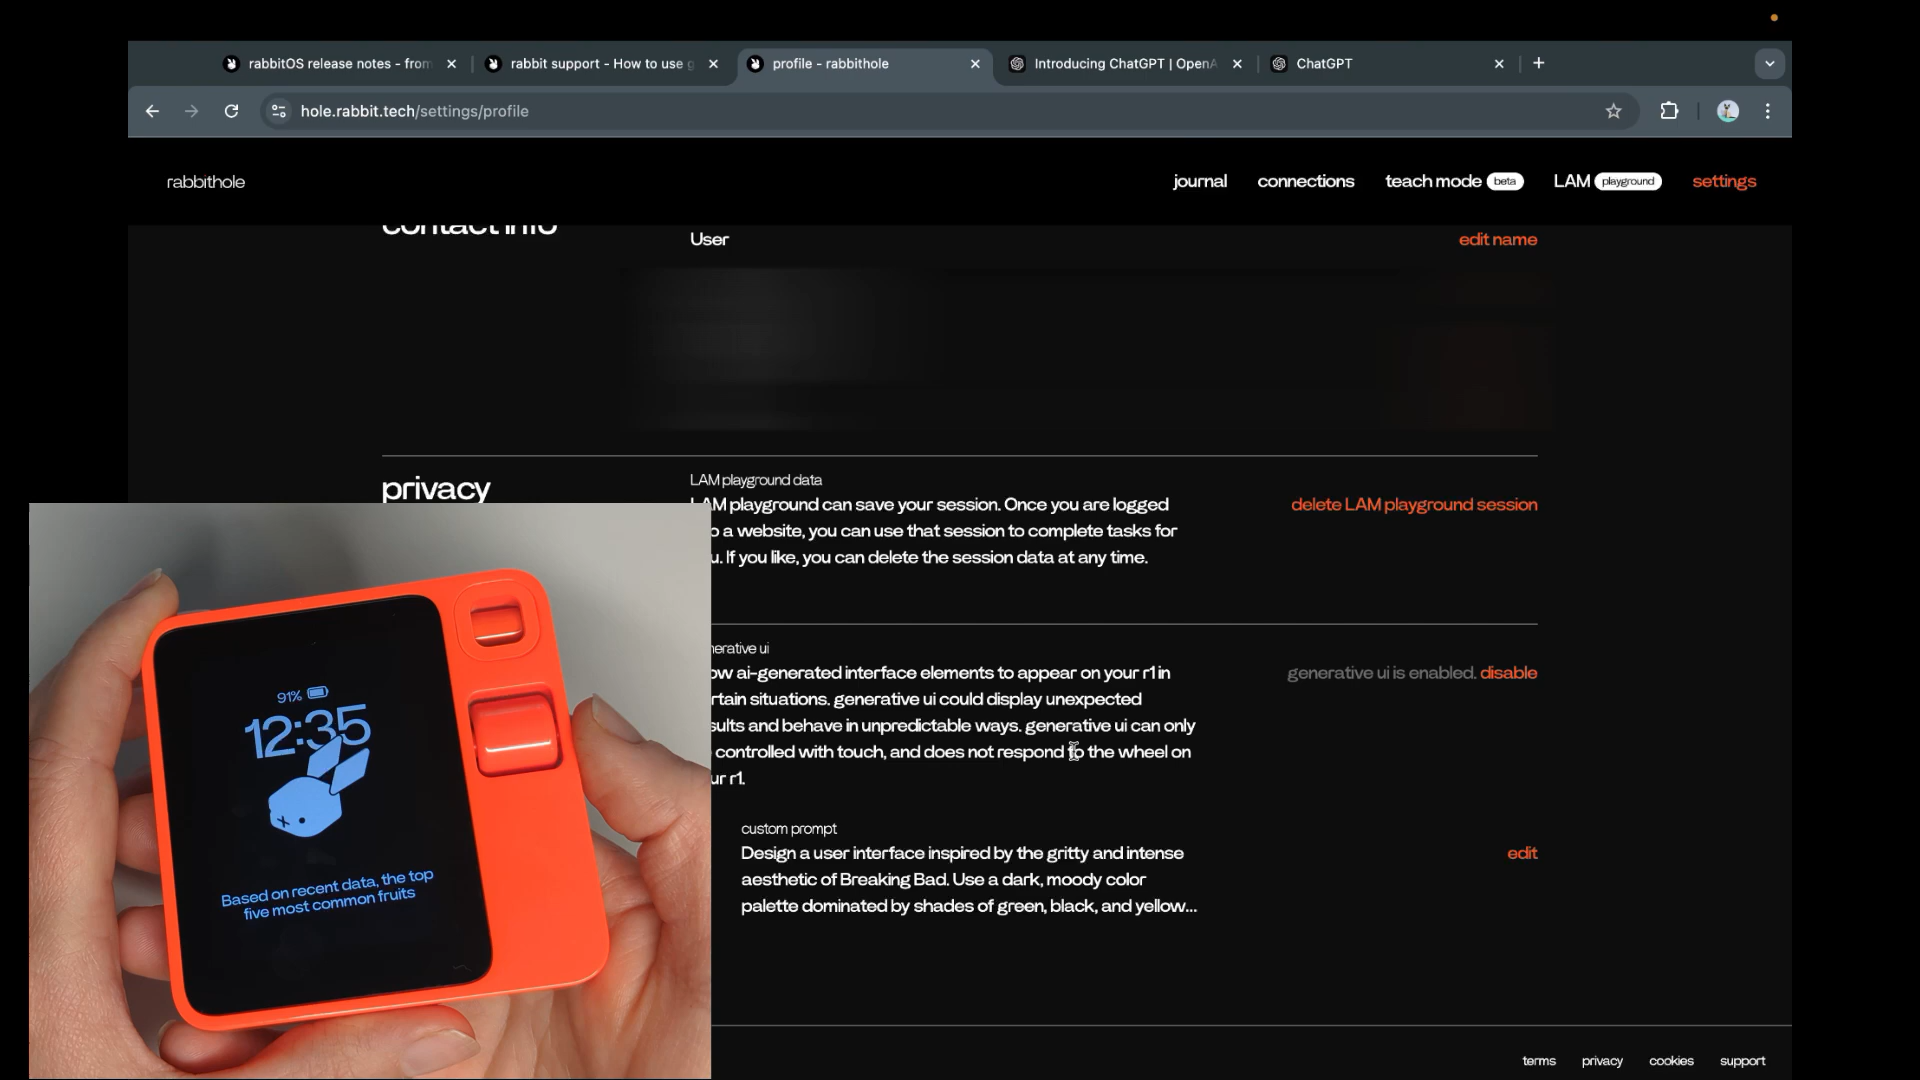 rabbitOS release notes - from
rabbit support - How to use g
profile - rabbithole
Introducing ChatGPT | OpenA
ChatGPT
hole.rabbit.tech/settings/profile
rabbithole
journal
connections
teach mode beta
LAM playground
settings
contact info
User
edit name
privacy
LAM playground data
LAM playground can save your session. Once you are logged
o a website, you can use that session to complete tasks for
u. If you like, you can delete the session data at any time.
delete LAM playground session
nerative ui
ow ai-generated interface elements to appear on your r1 in
rtain situations. generative ui could display unexpected
sults and behave in unpredictable ways. generative ui can only
controlled with touch, and does not respond to the wheel on
ur r1.
generative ui is enabled. disable
custom prompt
Design a user interface inspired by the gritty and intense
aesthetic of Breaking Bad. Use a dark, moody color
palette dominated by shades of green, black, and yellow...
edit
91%
12:35
Based on recent data, the top
five most common fruits
terms
privacy
cookies
support